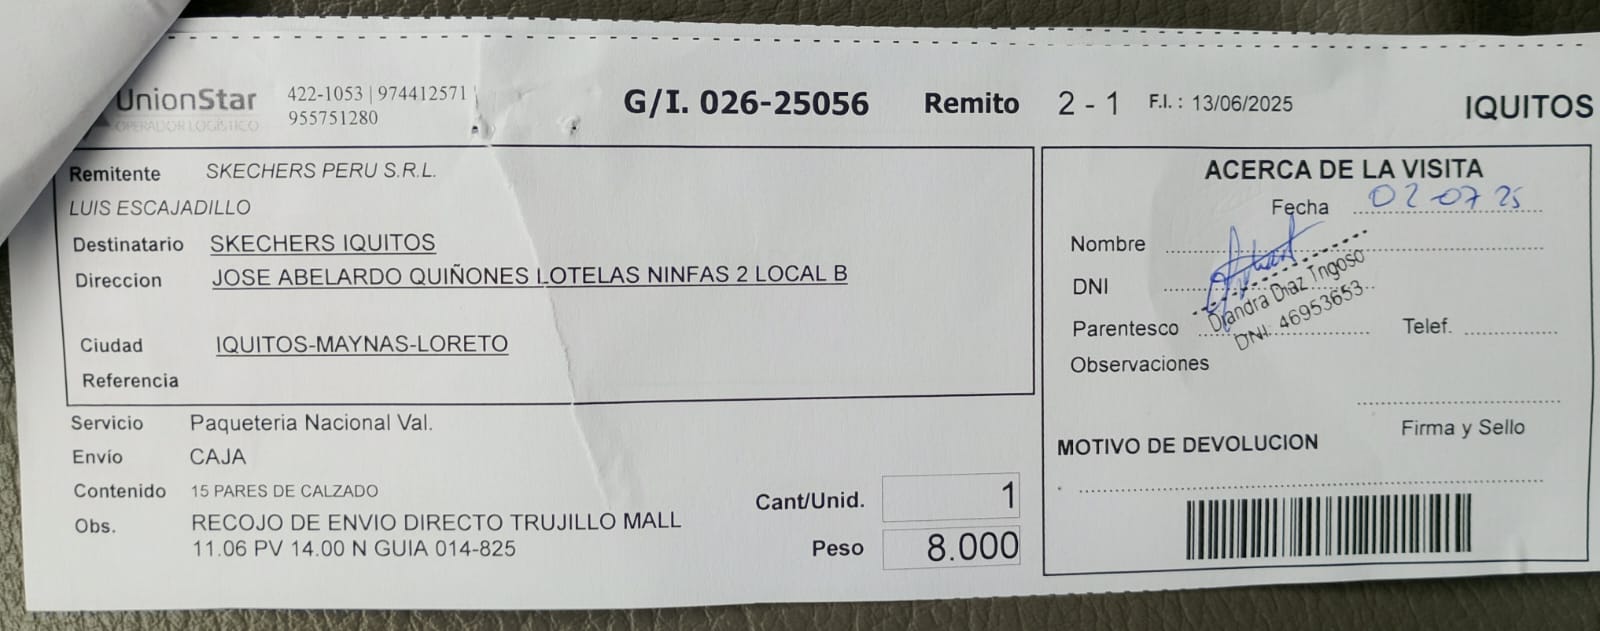 UnionStar
OPERADOR LOGÍSTICO
422-1053 | 974412571
955751280
G/I. 026-25056 Remito 2 - 1 F.I. : 13/06/2025 IQUITOS
Remitente SKECHERS PERU S.R.L.
LUIS ESCAJADILLO
Destinatario SKECHERS IQUITOS
Direccion JOSE ABELARDO QUIÑONES LOTELAS NINFAS 2 LOCAL B
Ciudad IQUITOS-MAYNAS-LORETO
Referencia
Servicio Paqueteria Nacional Val.
Envío CAJA
Contenido 15 PARES DE CALZADO
Obs. RECOJO DE ENVIO DIRECTO TRUJILLO MALL
11.06 PV 14.00 N GUIA 014-825
Cant/Unid. 1
Peso 8.000
ACERCA DE LA VISITA
Fecha 02-07 25
Nombre
DNI
Diandra Diaz Ingoso
DNI: 46953653
Parentesco Telef.
Observaciones
Firma y Sello
MOTIVO DE DEVOLUCION